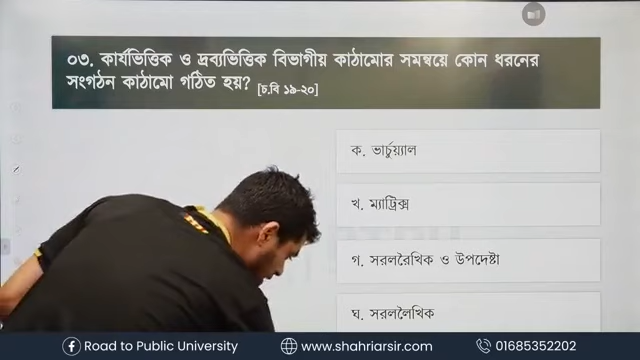 ০৩. কার্যভিত্তিক ও দ্রব্যভিত্তিক বিভাগীয় কাঠামোর সমন্বয়ে কোন ধরনের
সংগঠন কাঠামো গঠিত হয়? [চ.বি ১৯-২০]
ক. ভার্চুয়্যাল
খ. ম্যাট্রিক্স
গ. সরলরৈখিক ও উপদেষ্টা
ঘ. সরললৈখিক
Road to Public University www.shahriarsir.com 01685352202